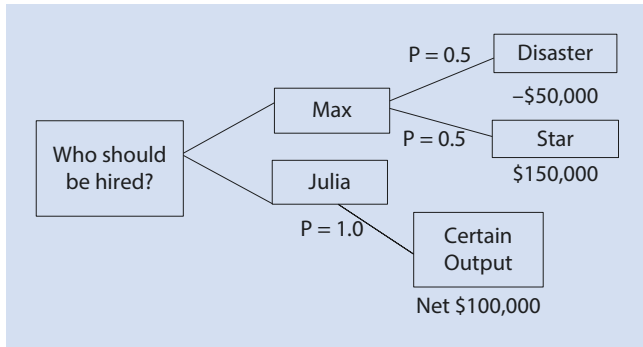 P = 0.5
Disaster
–$50,000
Max
P = 0.5
Star
$150,000
Who should
be hired?
Julia
P = 1.0
Certain
Output
Net $100,000